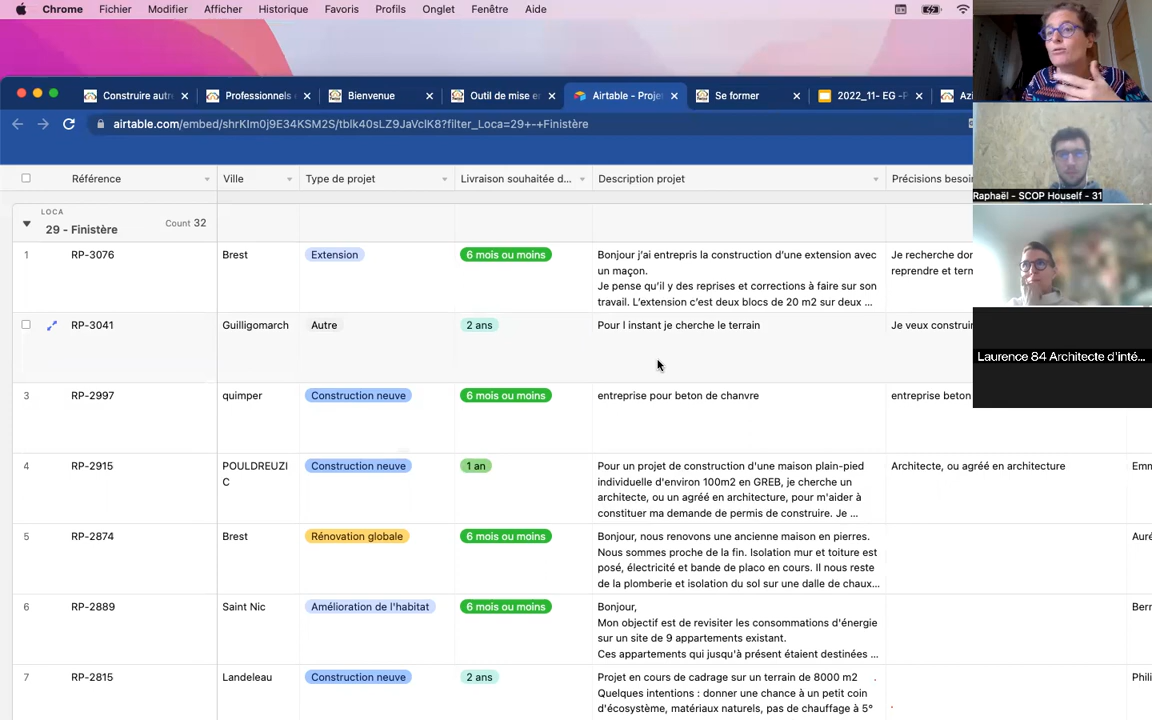 Chrome Fichier Modifier Afficher Historique Favoris Profils Onglet Fenêtre Aide
Construire autr Professionnels Bienvenue Outil de mise en Airtable - Proje Se former 2022_11- EG -P Azi
airtable.com/embed/shrKIm0j9E34KSM2S/tblk40sLZ9JaVcIK8?filter_Loca=29+-+Finistère
Référence Ville Type de projet Livraison souhaitée d... Description projet Précisions besoin
LOCA
29 - Finistère Count 32
1 RP-3076 Brest Extension 6 mois ou moins Bonjour j'ai entrepris la construction d'une extension avec Je recherche don
un maçon. reprendre et term
Je pense qu'il y des reprises et corrections à faire sur son
travail. L'extension c'est deux blocs de 20 m2 sur deux ...
RP-3041 Guilligomarch Autre 2 ans Pour l instant je cherche le terrain Je veux construir
3 RP-2997 quimper Construction neuve 6 mois ou moins entreprise pour beton de chanvre entreprise beton
4 RP-2915 POULDREUZI Construction neuve 1 an Pour un projet de construction d'une maison plain-pied Architecte, ou agréé en architecture Emm
C individuelle d'environ 100m2 en GREB, je cherche un
architecte, ou un agréé en architecture, pour m'aider à
constituer ma demande de permis de construire. Je ...
5 RP-2874 Brest Rénovation globale 6 mois ou moins Bonjour, nous renovons une ancienne maison en pierres. Auré
Nous sommes proche de la fin. Isolation mur et toiture est
posé, électricité et bande de placo en cours. Il nous reste
de la plomberie et isolation du sol sur une dalle de chaux...
6 RP-2889 Saint Nic Amélioration de l'habitat 6 mois ou moins Bonjour, Bern
Mon objectif est de revisiter les consommations d'énergie
sur un site de 9 appartements existant.
Ces appartements qui jusqu'à présent étaient destinées ...
7 RP-2815 Landeleau Construction neuve 2 ans Projet en cours de cadrage sur un terrain de 8000 m2 Phili
Quelques intentions : donner une chance à un petit coin
d'écosystème, matériaux naturels, pas de chauffage à 5°
Raphaël - SCOP Houself - 31
Laurence 84 Architecte d'inté...